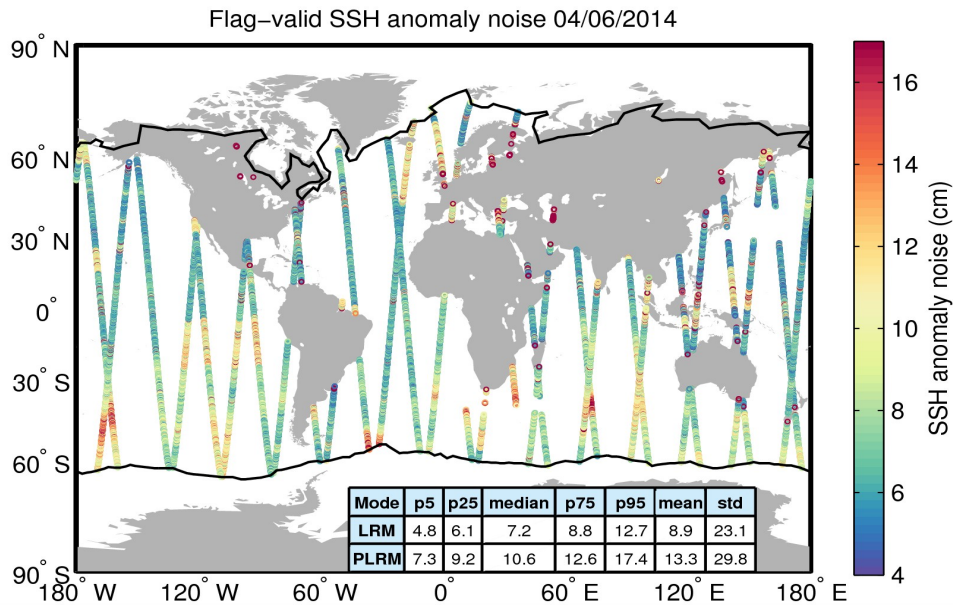 Flag−valid SSH anomaly noise 04/06/2014
90° N
60° N
30° N
0°
30° S
60° S
90° S
180° W
120° W
60° W
0°
60° E
120° E
180° E
Mode p5 p25 median p75 p95 mean std
LRM 4.8 6.1 7.2 8.8 12.7 8.9 23.1
PLRM 7.3 9.2 10.6 12.6 17.4 13.3 29.8
16
14
12
10
8
6
4
SSH anomaly noise (cm)